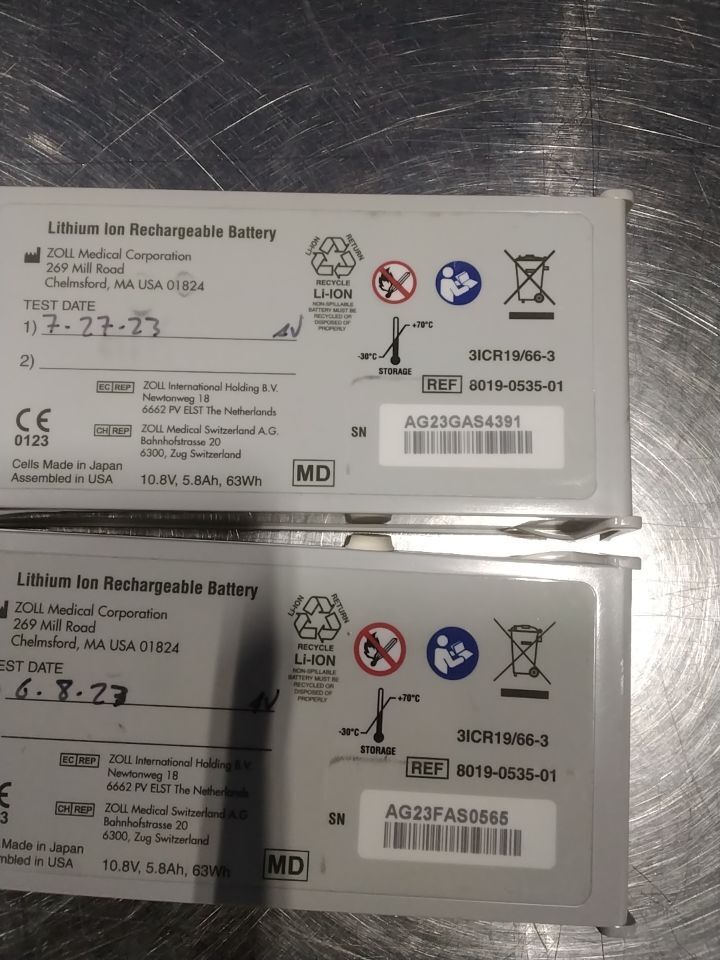 Lithium Ion Rechargeable Battery
ZOLL Medical Corporation
269 Mill Road
Chelmsford, MA USA 01824
TEST DATE
1) 7-27-23
2)
LI-ION RETURN
RECYCLE
LI-ION
NON-SPILLABLE
BATTERY MUST BE
RECYCLED OR
DISPOSED OF
PROPERLY
+70°C
-30°C
STORAGE
3ICR19/66-3
REF 8019-0535-01
EC REP ZOLL International Holding B.V.
Newtonweg 18
6662 PV ELST The Netherlands
CE
0123
CH REP ZOLL Medical Switzerland A.G.
Bahnhofstrasse 20
6300, Zug Switzerland
SN AG23GAS4391
Cells Made in Japan
Assembled in USA
10.8V, 5.8Ah, 63Wh
MD
Lithium Ion Rechargeable Battery
ZOLL Medical Corporation
269 Mill Road
Chelmsford, MA USA 01824
EST DATE
6.8.23
LI-ION RETURN
RECYCLE
LI-ION
NON-SPILLABLE
BATTERY MUST BE
RECYCLED OR
DISPOSED OF
PROPERLY
+70°C
-30°C
STORAGE
3ICR19/66-3
REF 8019-0535-01
EC REP ZOLL International Holding B.V.
Newtonweg 18
6662 PV ELST The Netherlands
3
CH REP ZOLL Medical Switzerland A.G
Bahnhofstrasse 20
6300, Zug Switzerland
SN AG23FAS0565
Made in Japan
mbled in USA
10.8V, 5.8Ah, 63Wh
MD